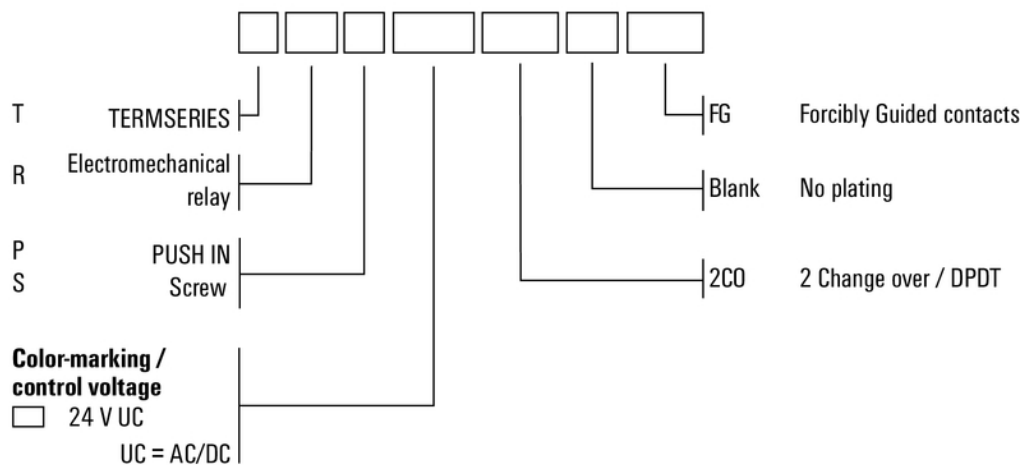 T TERMSERIES
R Electromechanical
relay
P PUSH IN
S Screw
Color-marking /
control voltage
24 V UC
UC = AC/DC
FG Forcibly Guided contacts
Blank No plating
2CO 2 Change over / DPDT